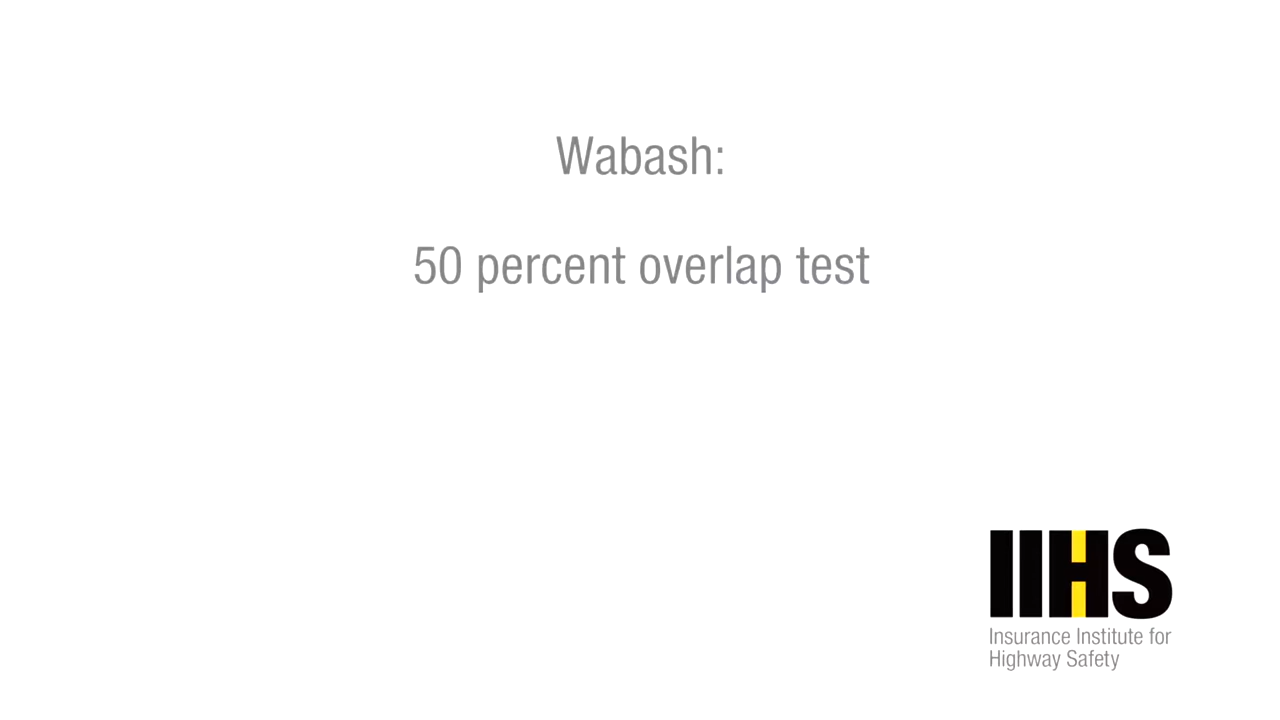 Wabash:
50 percent overlap test
IIHS
Insurance Institute for
Highway Safety